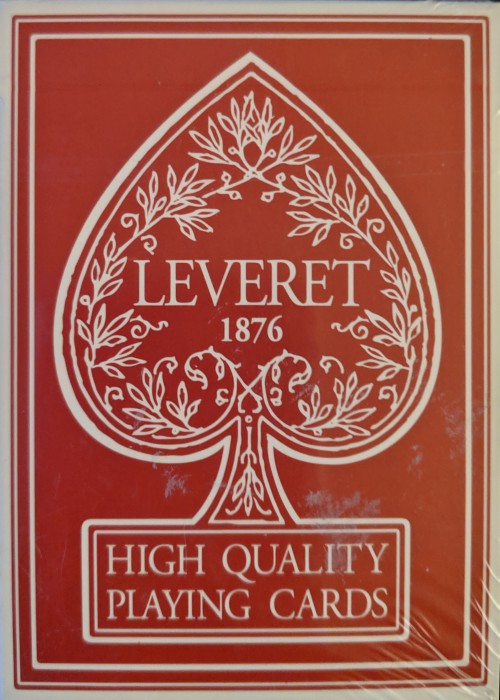 LEVERET
1876
HIGH QUALITY
PLAYING CARDS